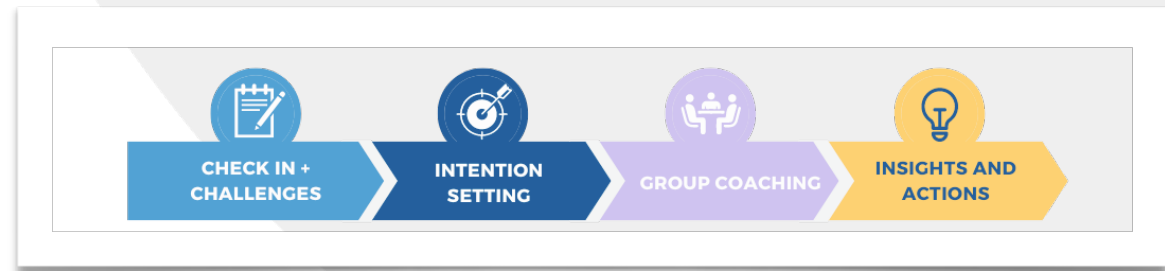 CHECK IN +
CHALLENGES
INTENTION
SETTING
GROUP COACHING
INSIGHTS AND
ACTIONS